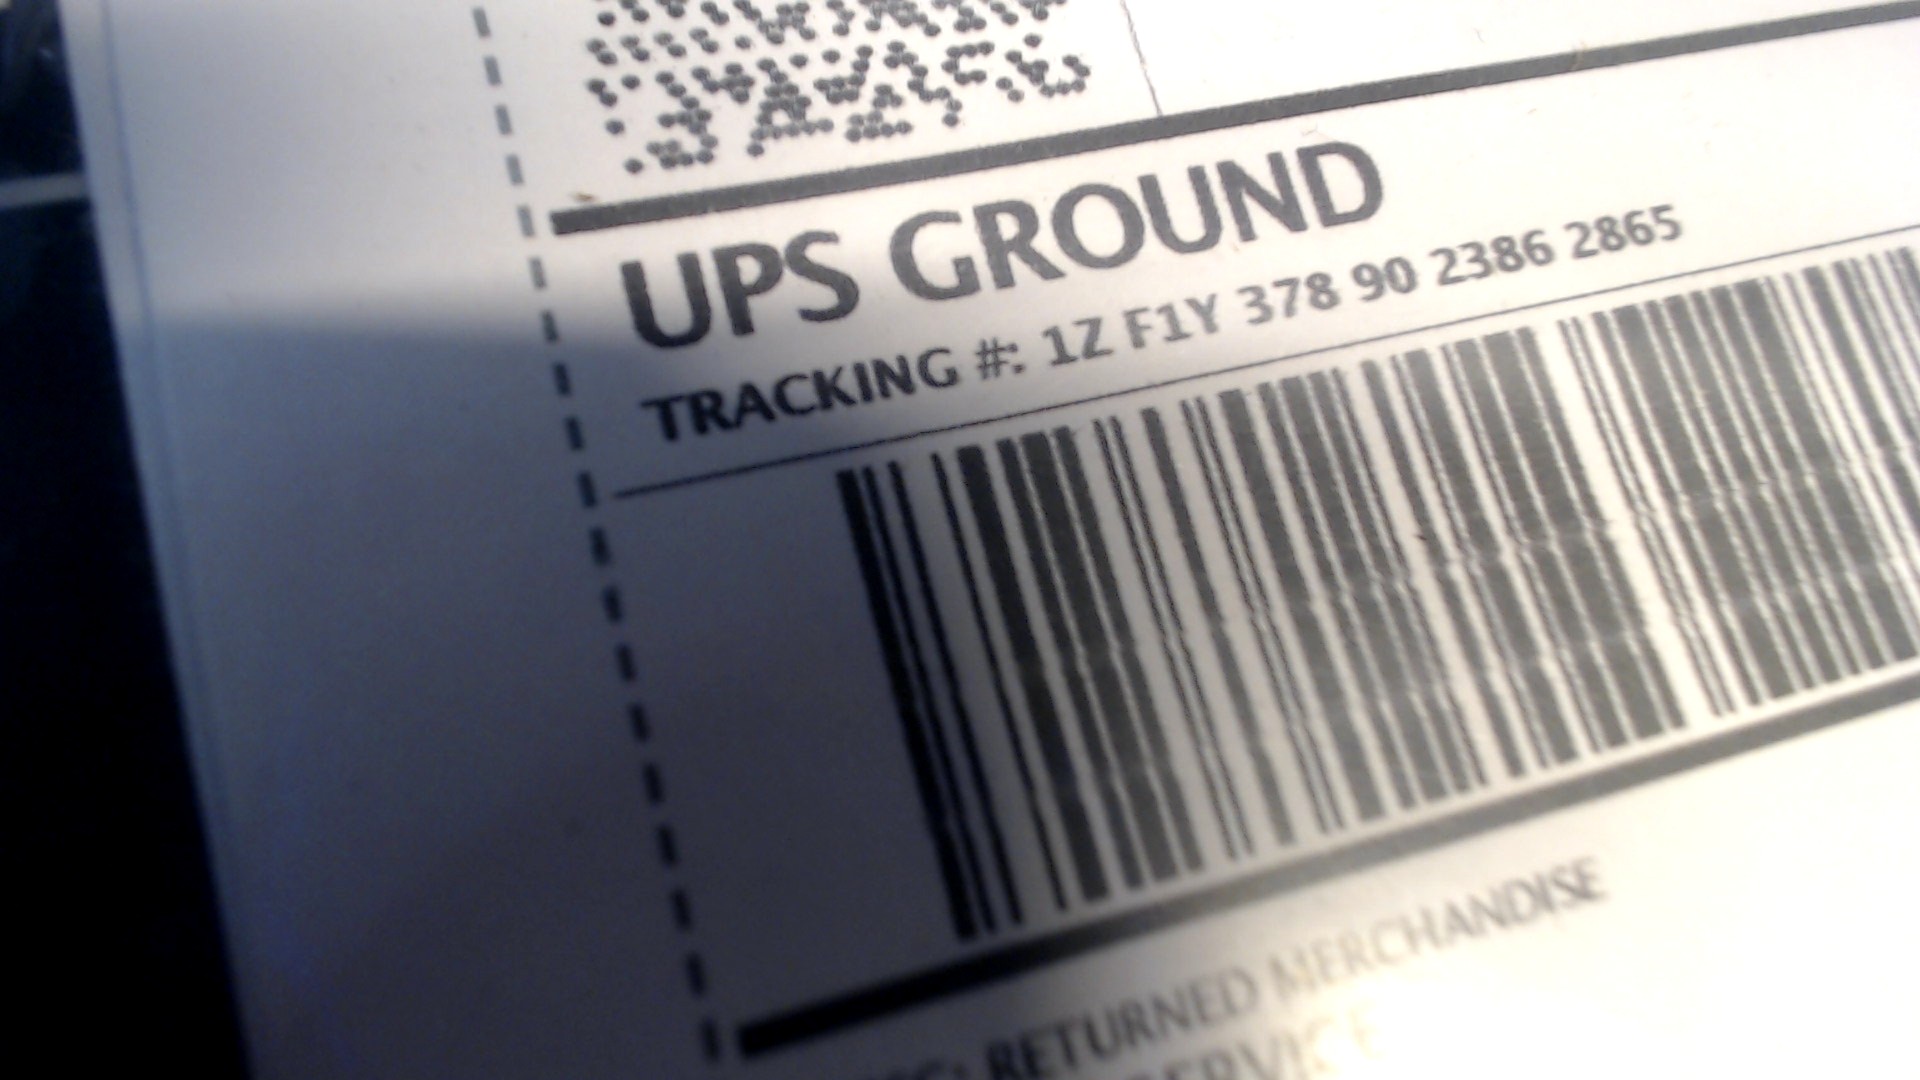 UPS GROUND
TRACKING #: 1Z F1Y 378 90 2386 2865
RETURNED MERCHANDISE